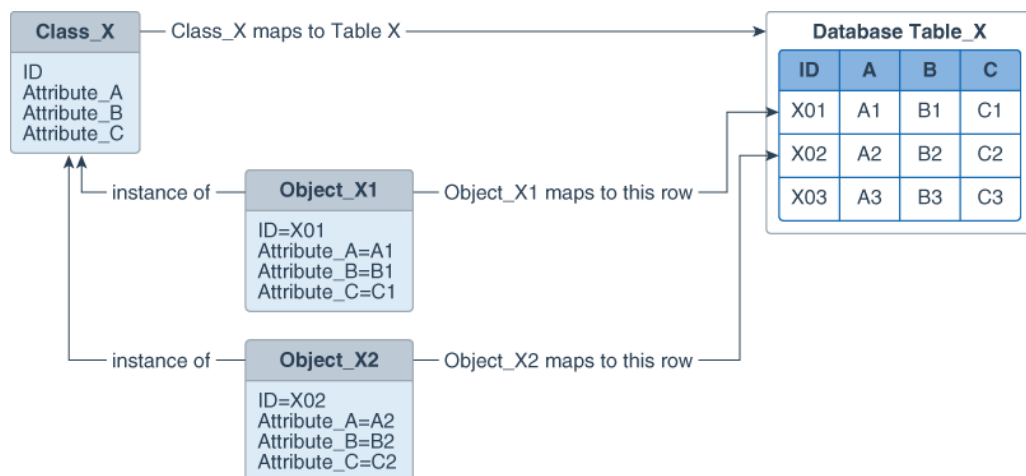 Class_X
ID
Attribute_A
Attribute_B
Attribute_C
Class_X maps to Table X
Database Table_X
ID A B C
X01 A1 B1 C1
X02 A2 B2 C2
X03 A3 B3 C3
instance of
Object_X1
ID=X01
Attribute_A=A1
Attribute_B=B1
Attribute_C=C1
Object_X1 maps to this row
instance of
Object_X2
ID=X02
Attribute_A=A2
Attribute_B=B2
Attribute_C=C2
Object_X2 maps to this row